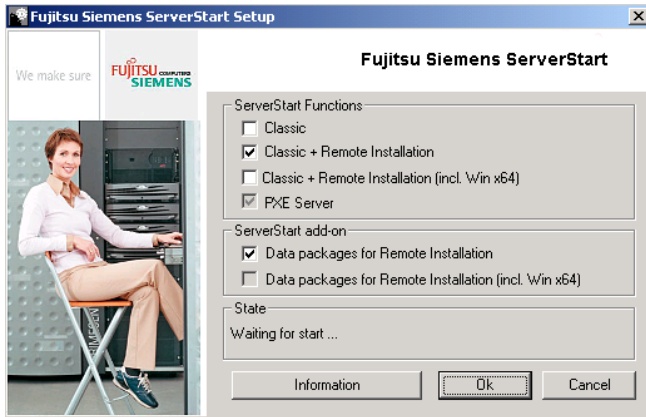 Fujitsu Siemens ServerStart Setup
We make sure
FUJITSU COMPUTERS
SIEMENS
Fujitsu Siemens ServerStart
ServerStart Functions
Classic
Classic + Remote Installation
Classic + Remote Installation (incl. Win x64)
PXE Server
ServerStart add-on
Data packages for Remote Installation
Data packages for Remote Installation (incl. Win x64)
State
Waiting for start ...
Information
Ok
Cancel